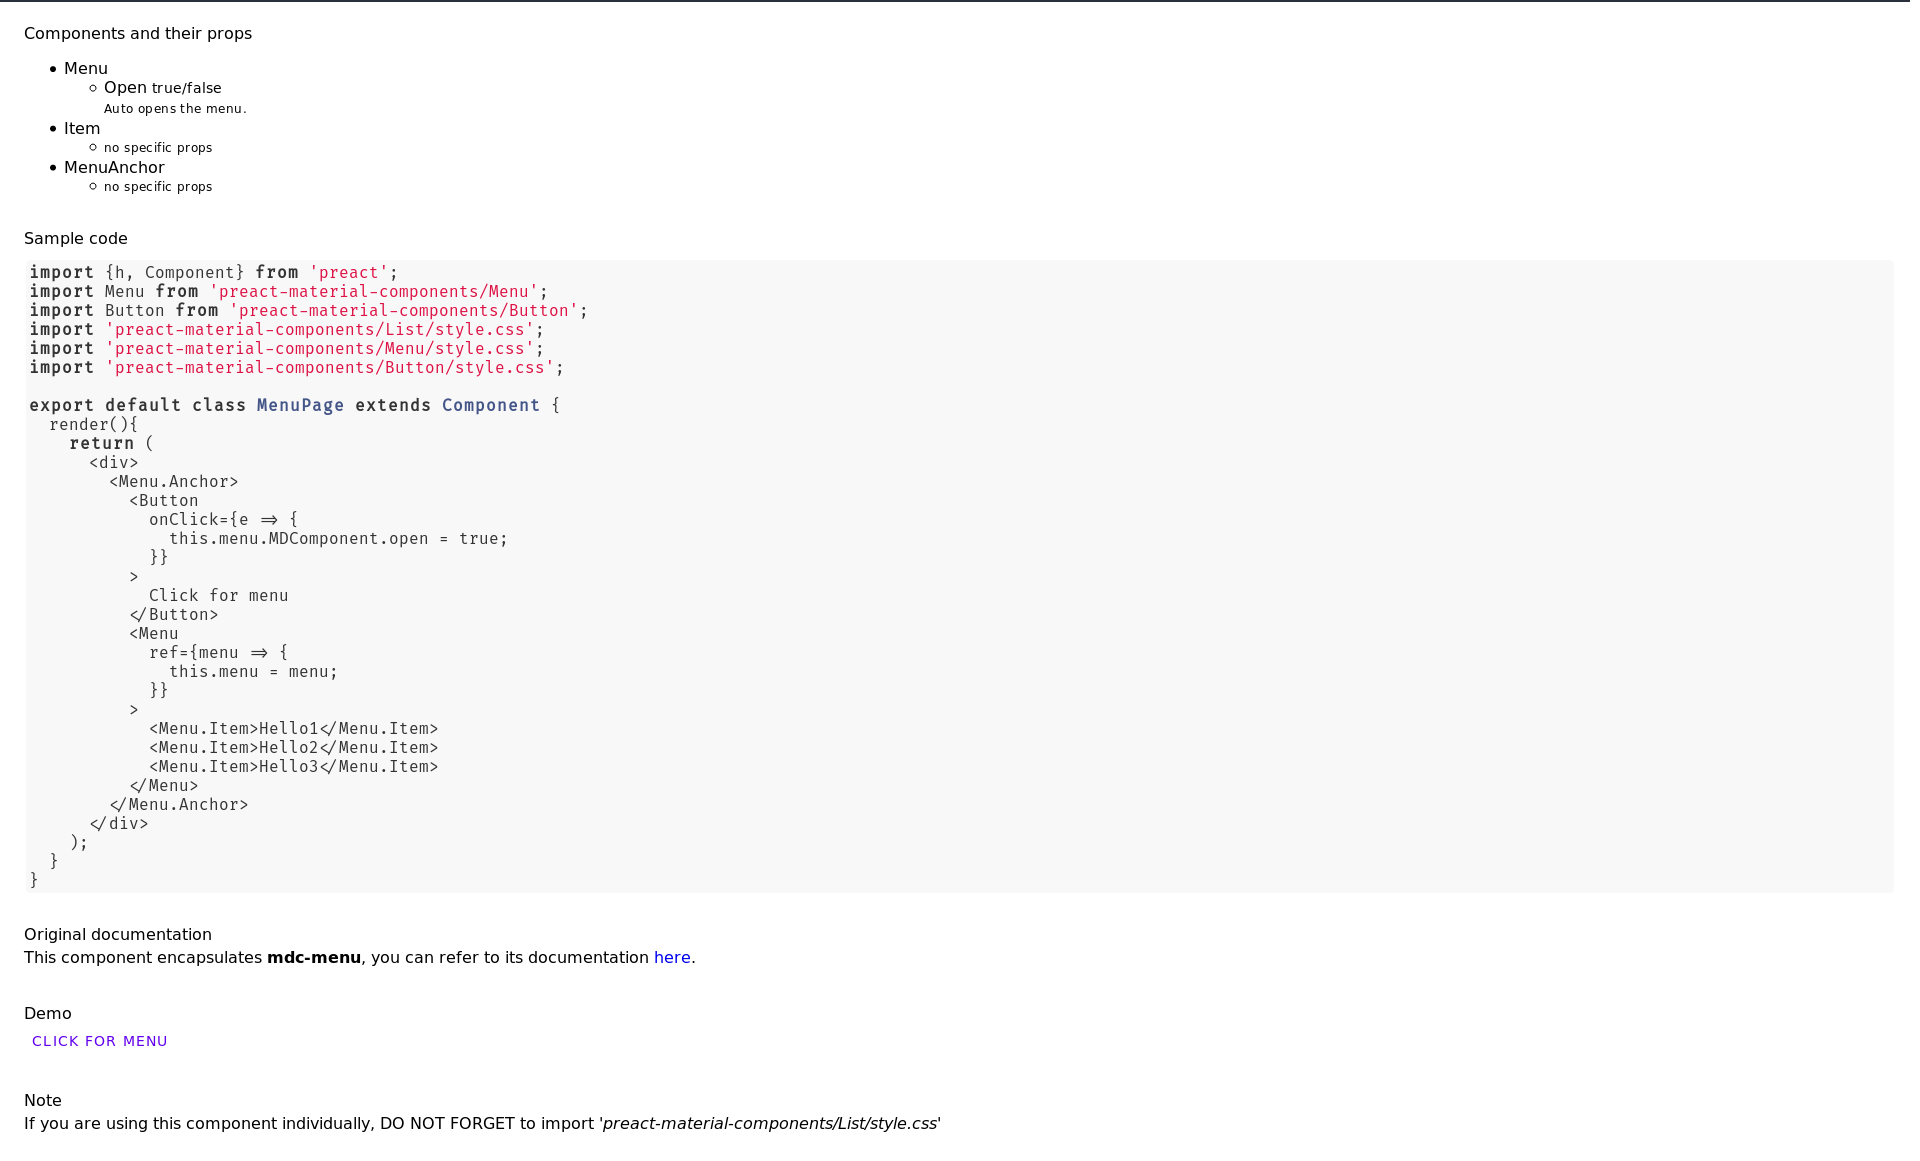 Components and their props
• Menu
◦ Open true/false
Auto opens the menu.
• Item
◦ no specific props
• MenuAnchor
◦ no specific props
Sample code
import {h, Component} from 'preact';
import Menu from 'preact-material-components/Menu';
import Button from 'preact-material-components/Button';
import 'preact-material-components/List/style.css';
import 'preact-material-components/Menu/style.css';
import 'preact-material-components/Button/style.css';

export default class MenuPage extends Component {
  render(){
    return (
      <div>
        <Menu.Anchor>
          <Button
            onClick={e => {
              this.menu.MDComponent.open = true;
            }}
          >
            Click for menu
          </Button>
          <Menu
            ref={menu => {
              this.menu = menu;
            }}
          >
            <Menu.Item>Hello1</Menu.Item>
            <Menu.Item>Hello2</Menu.Item>
            <Menu.Item>Hello3</Menu.Item>
          </Menu>
        </Menu.Anchor>
      </div>
    );
  }
}
Original documentation
This component encapsulates mdc-menu, you can refer to its documentation here.
Demo
CLICK FOR MENU
Note
If you are using this component individually, DO NOT FORGET to import 'preact-material-components/List/style.css'